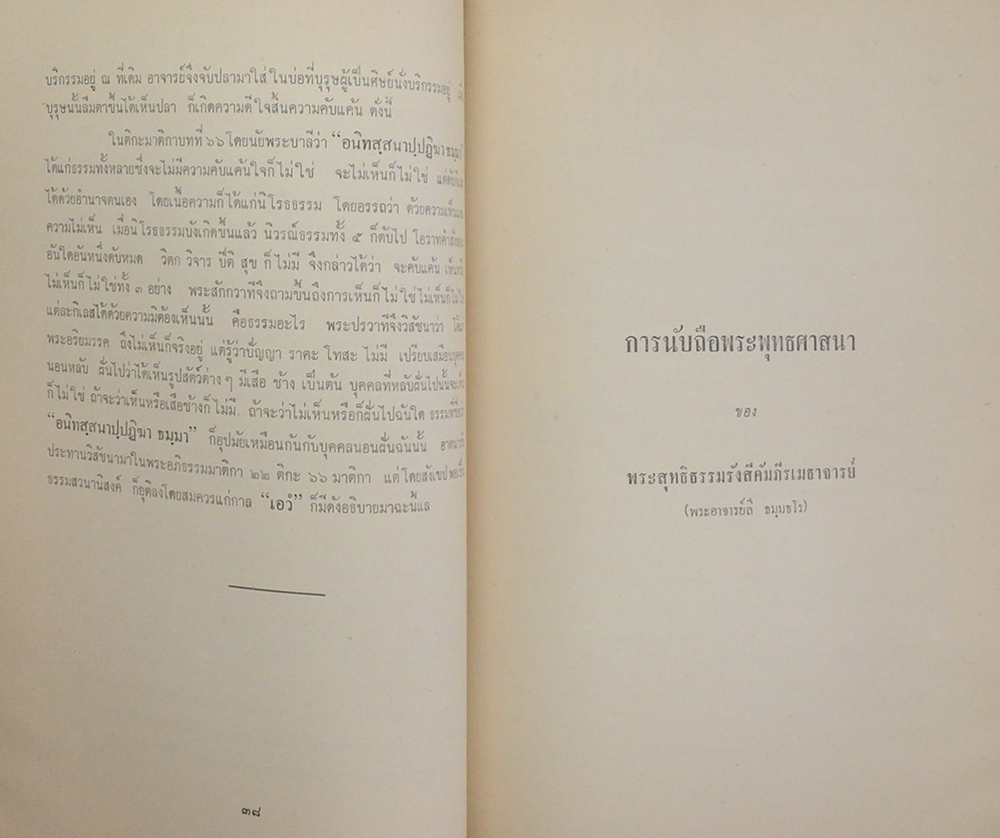 บริกรรมอยู่ ณ ที่เดิม อาจารย์จึงจับปลามาใส่ ในบ่อที่บุรุษผู้เป็นศิษย์นั่งบริกรรมอยู่
บุรุษนั้นลืมตาขึ้นได้เห็นปลา ก็เกิดความดีใจสิ้นความคับแค้น ดั่งนี้
ในติกะมาติกาบทที่ ๖๖ โดยนัยพระบาลีว่า “อนิทสฺสนาปฺปฏิฆา ธมฺมา”
ได้แก่ธรรมทั้งหลายซึ่งจะไม่มีความคับแค้นใจก็ไม่ใช่ จะไม่เห็นก็ไม่ใช่
ได้ด้วยอำนาจตนเอง โดยเนื้อความก็ได้แก่นิโรธธรรม โดยอรรถว่า ด้วยความเห็น
ความไม่เห็น เมื่อนิโรธธรรมบังเกิดขึ้นแล้ว นิวรณ์ธรรมทั้ง ๕ ก็ดับไป
อันใดอันหนึ่งดับหมด วิตก วิจาร ปีติ สุข ก็ไม่มี จึงกล่าวได้ว่า จะคับแค้น
ไม่เห็นก็ไม่ใช่ทั้ง ๓ อย่าง พระสักกวาทีจึงถามขึ้นถึงการเห็นก็ไม่ใช่ ไม่เห็นก็ไม่ใช่
แต่ละกิเลสได้ด้วยความมิต้องเห็นนั้น คือธรรมอะไร พระปรวาทีจึงวิสัชนาว่า ได้แก่
พระอริยมรรค ถึงไม่เห็นก็จริงอยู่ แต่รู้ว่าปัญญา ราคะ โทสะ ไม่มี เปรียบเสมือนบุคคล
นอนหลับ ฝันไปว่าได้เห็นรูปสัตว์ต่าง ๆ มีเสือ ช้าง เป็นต้น บุคคลที่หลับฝันไปนั้นจะเห็น
ก็ไม่ใช่ ถ้าจะว่าเห็นหรือเสือช้างก็ไม่มี. ถ้าจะว่าไม่เห็นหรือก็ฝันไปฉันใด
“อนิทสฺสนาปฺปฏิฆา ธมฺมา” ก็อุปมัยเหมือนกันกับบุคคลนอนฝันฉันนั้น
ประทานวิสัชนามาในพระอภิธรรมมาติกา ๒๒ ติกะ ๖๖ มาติกา แต่โดยสังเขป
ธรรมสวนานิสงค์ ก็ยุติลงโดยสมควรแก่กาล “เอวํ” ก็มีดังอธิบายมาฉะนี้แล
๓๘
การนับถือพระพุทธศาสนา
ของ
พระสุทธิธรรมรังสีคัมภีรเมธาจารย์
(พระอาจารย์ลี ธมฺมธโร)